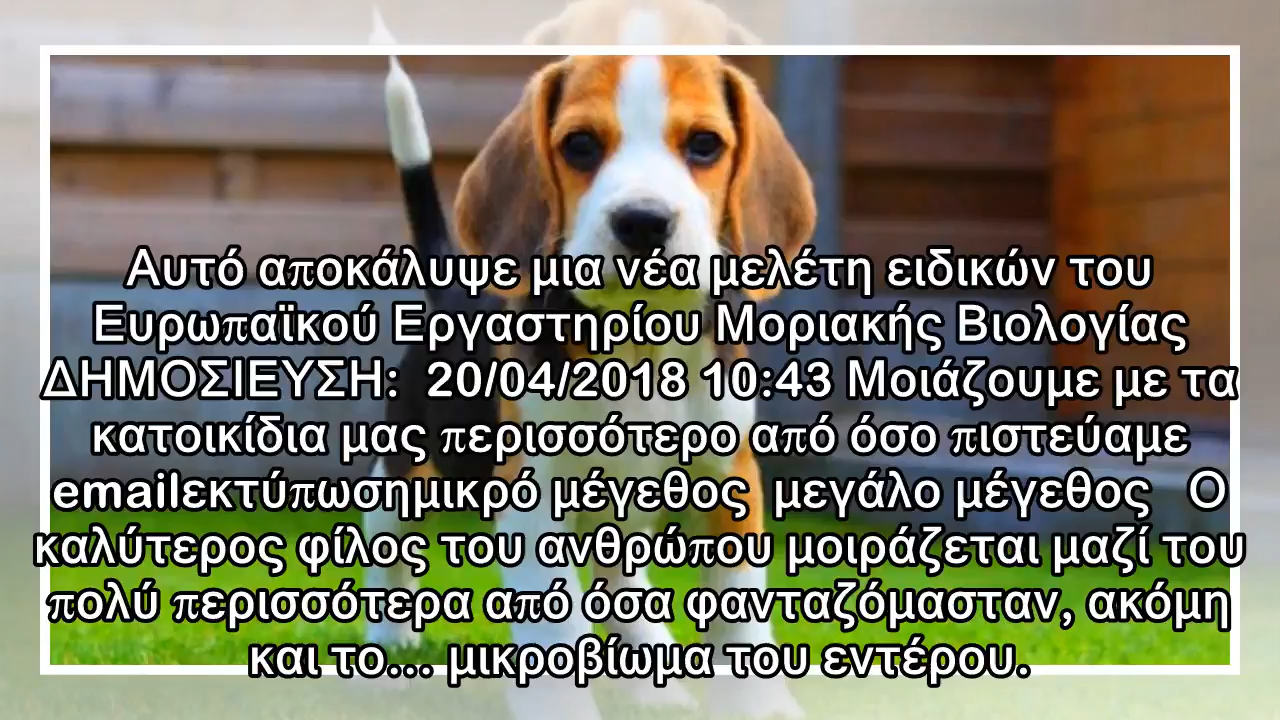 Αυτό αποκάλυψε μια νέα μελέτη ειδικών του
Ευρωπαϊκού Εργαστηρίου Μοριακής Βιολογίας
ΔΗΜΟΣΙΕΥΣΗ:  20/04/2018 10:43 Μοιάζουμε με τα
κατοικίδια μας περισσότερο από όσο πιστεύαμε
emailεκτύπωσημικρό μέγεθος  μεγάλο μέγεθος   Ο
καλύτερος φίλος του ανθρώπου μοιράζεται μαζί του
πολύ περισσότερα από όσα φανταζόμασταν, ακόμη
και το... μικροβίωμα του εντέρου.